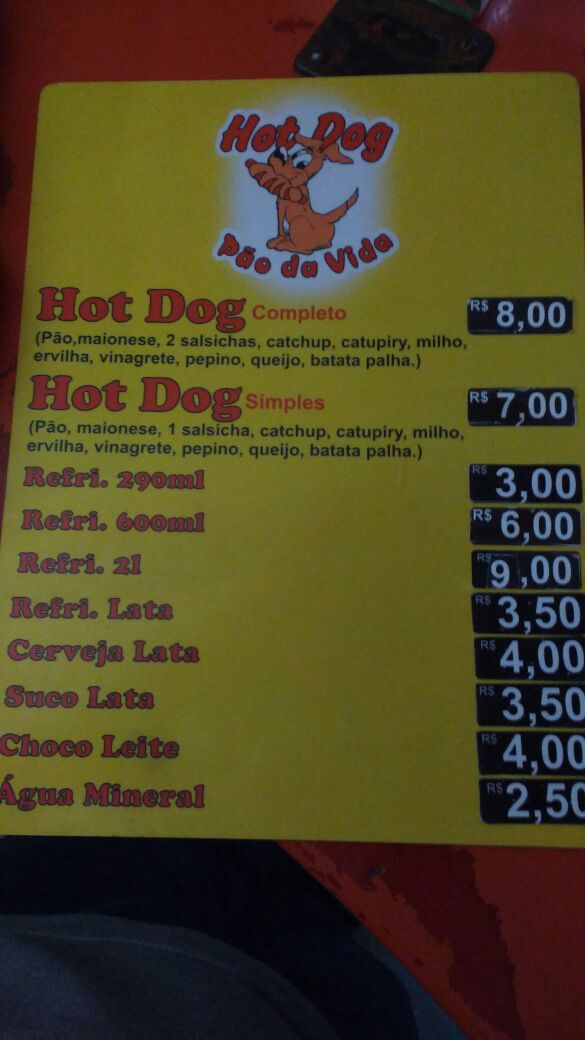 Hot Dog
Pão da Vida
Hot Dog Completo R$ 8,00
(Pão,maionese, 2 salsichas, catchup, catupiry, milho,
ervilha, vinagrete, pepino, queijo, batata palha.)
Hot Dog Simples R$ 7,00
(Pão, maionese, 1 salsicha, catchup, catupiry, milho,
ervilha, vinagrete, pepino, queijo, batata palha.)
Refri. 290ml R$ 3,00
Refri. 600ml R$ 6,00
Refri. 2l R$ 9,00
Refri. Lata R$ 3,50
Cerveja Lata R$ 4,00
Suco Lata R$ 3,50
Choco Leite R$ 4,00
Água Mineral R$ 2,50